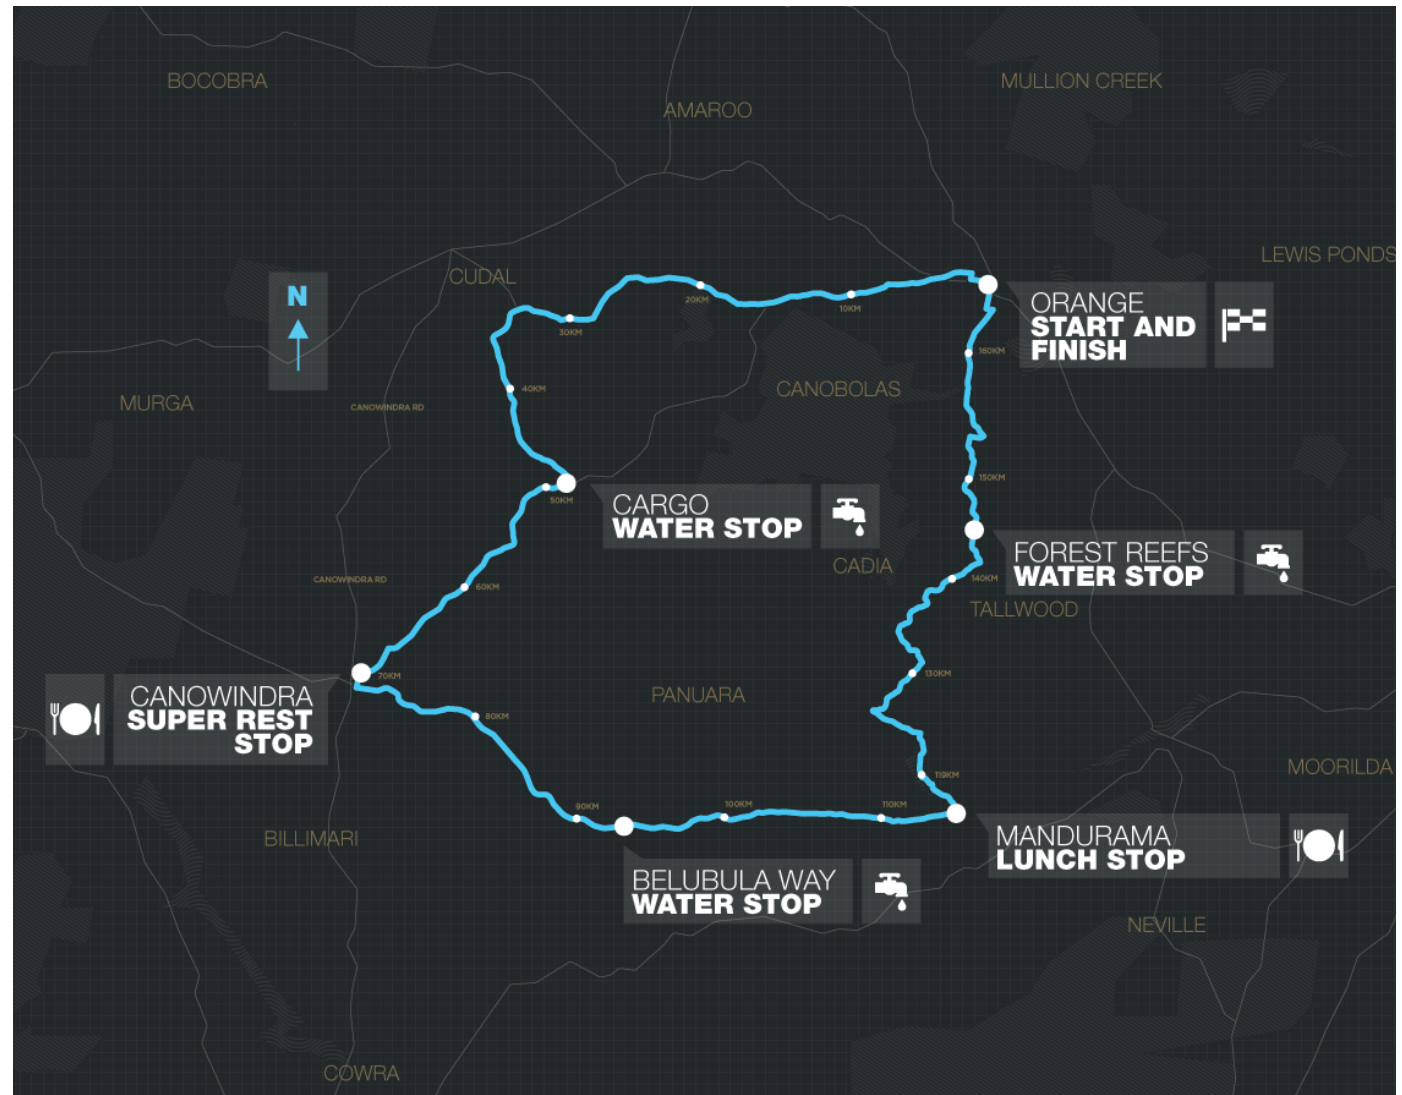 BOCOBRA
MULLION CREEK
AMAROO
LEWIS PONDS
CUDAL
N
20KM
10KM
30KM
ORANGE
START AND
FINISH
160KM
40KM
CANOBOLAS
MURGA
CANOWINDRA RD
150KM
50KM
CARGO
WATER STOP
FOREST REEFS
WATER STOP
CADIA
CANOWINDRA RD
60KM
140KM
TALLWOOD
130KM
70KM
CANOWINDRA
SUPER REST
STOP
PANUARA
80KM
119KM
MOORILDA
90KM
100KM
110KM
BILLIMARI
MANDURAMA
LUNCH STOP
BELUBULA WAY
WATER STOP
NEVILLE
COWRA